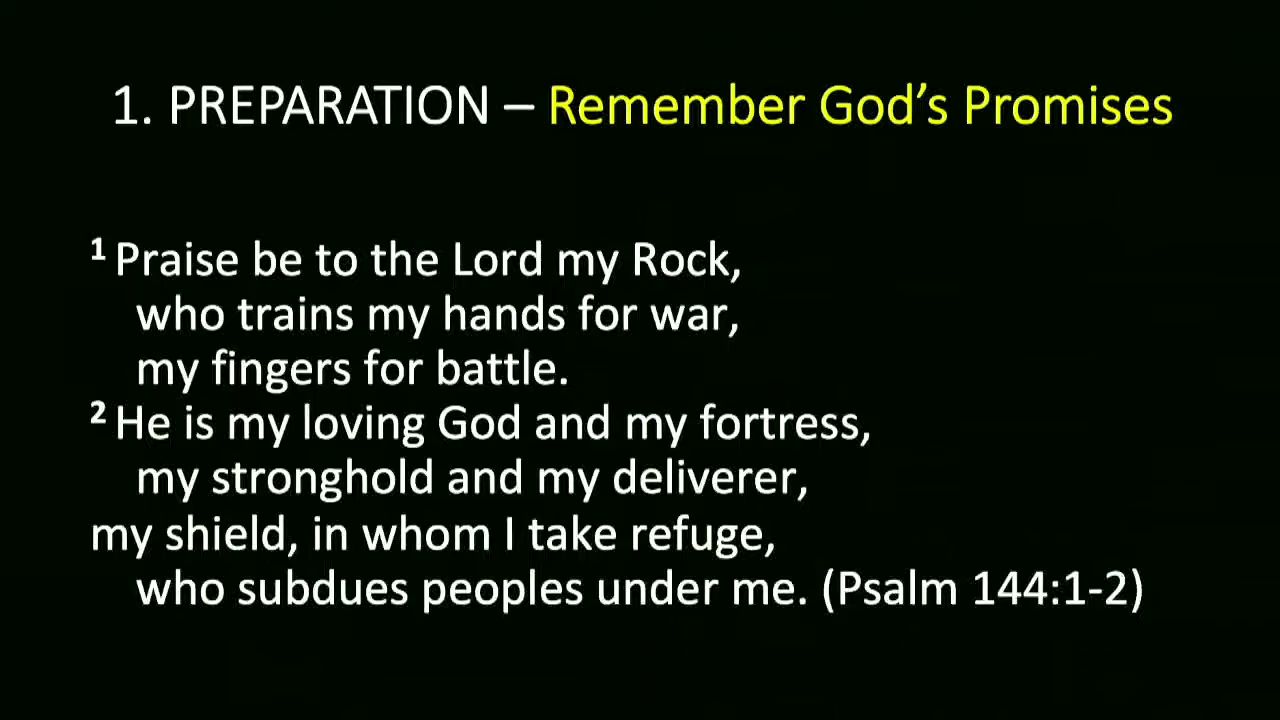 1. PREPARATION – Remember God’s Promises
1 Praise be to the Lord my Rock,
who trains my hands for war,
my fingers for battle.
2 He is my loving God and my fortress,
my stronghold and my deliverer,
my shield, in whom I take refuge,
who subdues peoples under me. (Psalm 144:1-2)